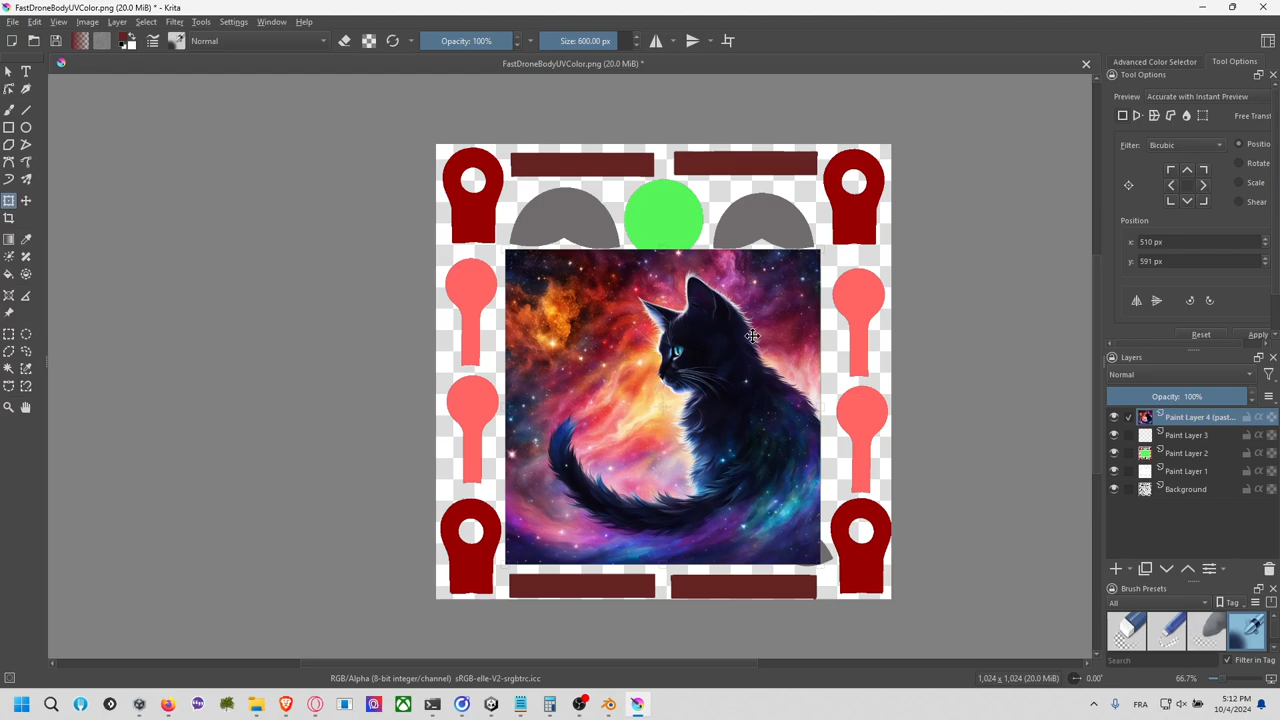 FastDroneBodyUVColor.png (20.0 MiB) * - Krita
File Edit View Image Layer Select Filter Tools Settings Window Help
Normal
Opacity: 100%
Size: 600.00 px
FastDroneBodyUVColor.png (20.0 MiB) *
Advanced Color Selector
Tool Options
Tool Options
Preview Accurate with Instant Preview
Free Transf
Filter: Bicubic
Positio
Rotate
Scale
Shear
Position
x: 510 px
y: 591 px
Reset Apply
Layers
Normal
Opacity: 100%
Paint Layer 4 (past...
Paint Layer 3
Paint Layer 2
Paint Layer 1
Background
Brush Presets
All
Tag
Search
Filter in Tag
RGB/Alpha (8-bit integer/channel) sRGB-elle-V2-srgbtrc.icc
1,024 x 1,024 (20.0 MiB)
0.00°
66.7%
FRA
5:12 PM
10/4/2024